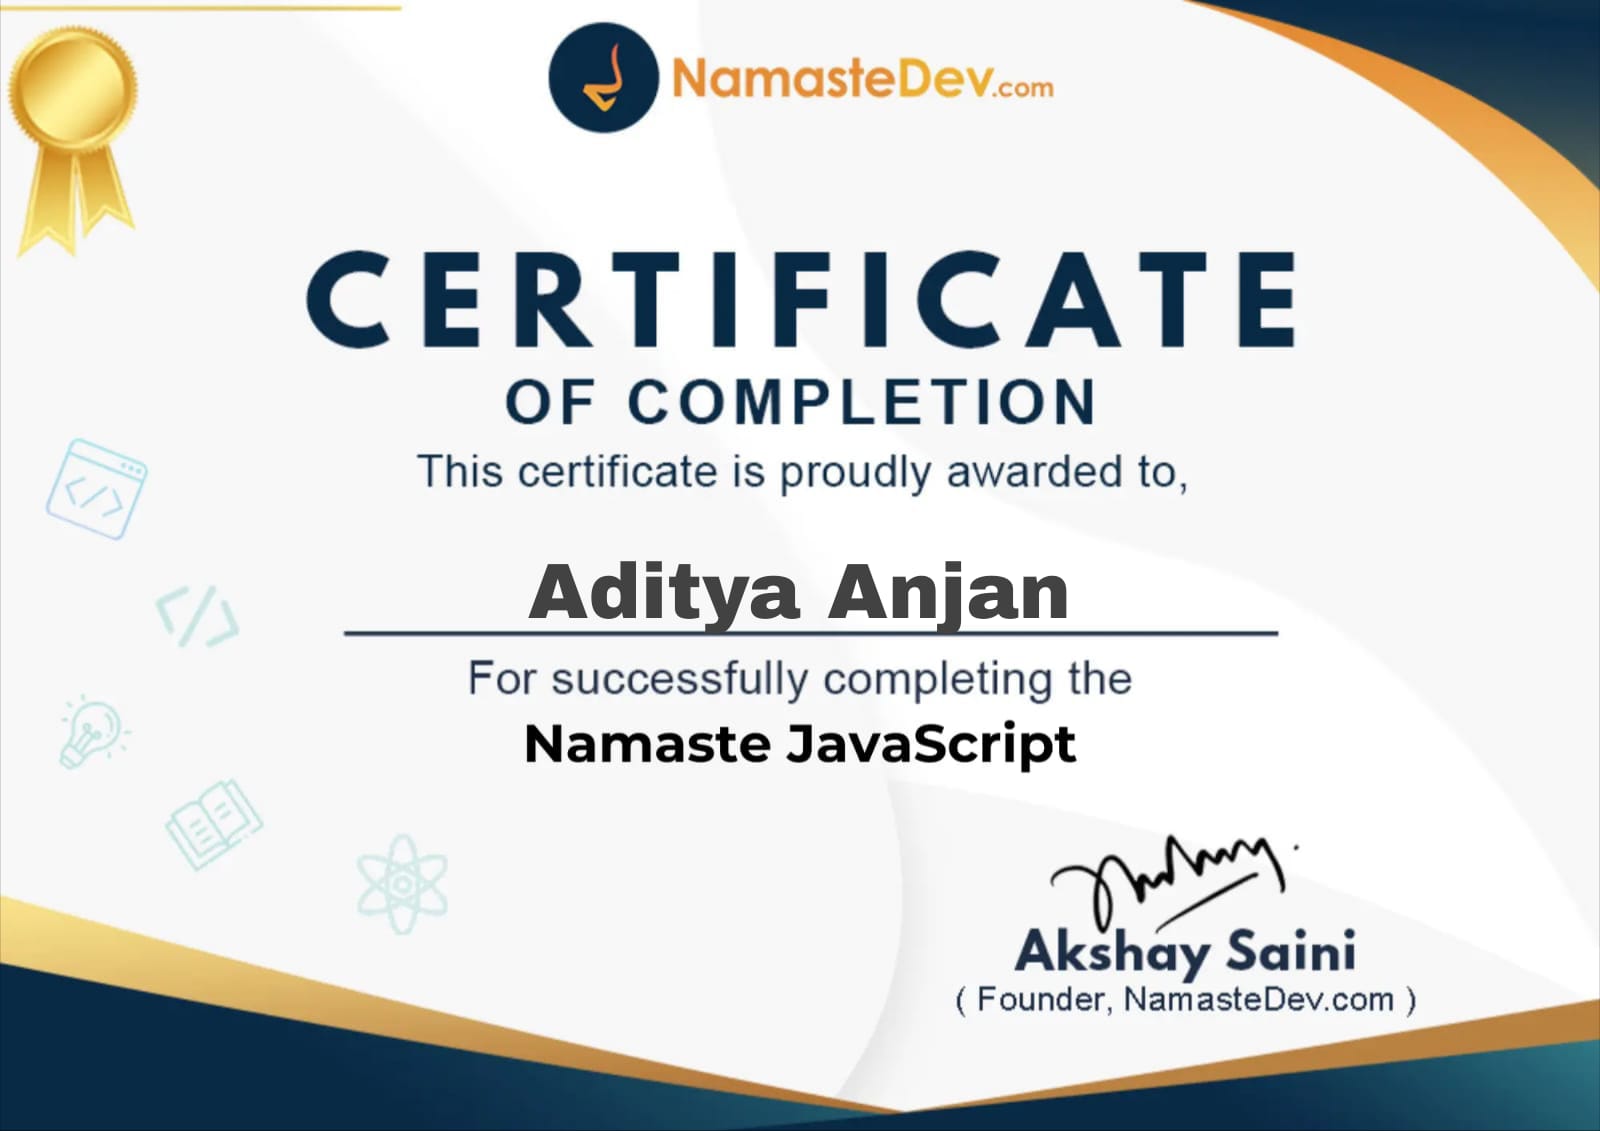 NamasteDev.com
CERTIFICATE
OF COMPLETION
This certificate is proudly awarded to,
Aditya Anjan
For successfully completing the
Namaste JavaScript
Akshay Saini
( Founder, NamasteDev.com )